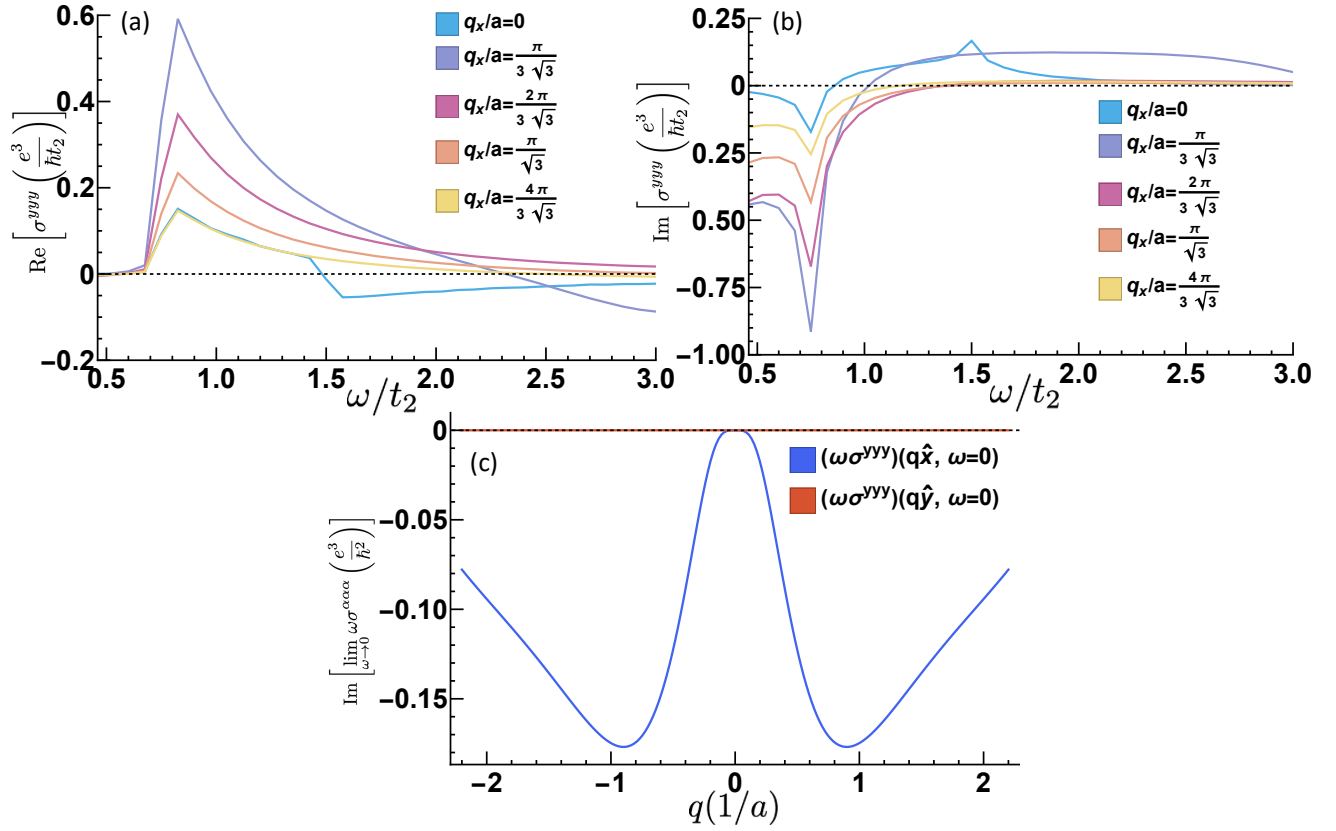 (a)
Re [σ^{yyy} (e^3/ħt_2)]
0.6
0.4
0.2
0
−0.2
0.5 1.0 1.5 2.0 2.5 3.0
ω/t_2
q_x/a=0
q_x/a=π/(3 √3)
q_x/a=2 π/(3 √3)
q_x/a=π/√3
q_x/a=4 π/(3 √3)
(b)
Im [σ^{yyy} (e^3/ħt_2)]
0.25
0
0.25
0.50
−0.75
−1.00
0.5 1.0 1.5 2.0 2.5 3.0
ω/t_2
q_x/a=0
q_x/a=π/(3 √3)
q_x/a=2 π/(3 √3)
q_x/a=π/√3
q_x/a=4 π/(3 √3)
(c)
Im [lim_{ω→0} ωσ^{ααα} (e^3/ħ^2)]
0
−0.05
−0.10
−0.15
−2 −1 0 1 2
q(1/a)
(ωσ^{yyy})(qx̂, ω=0)
(ωσ^{yyy})(qŷ, ω=0)